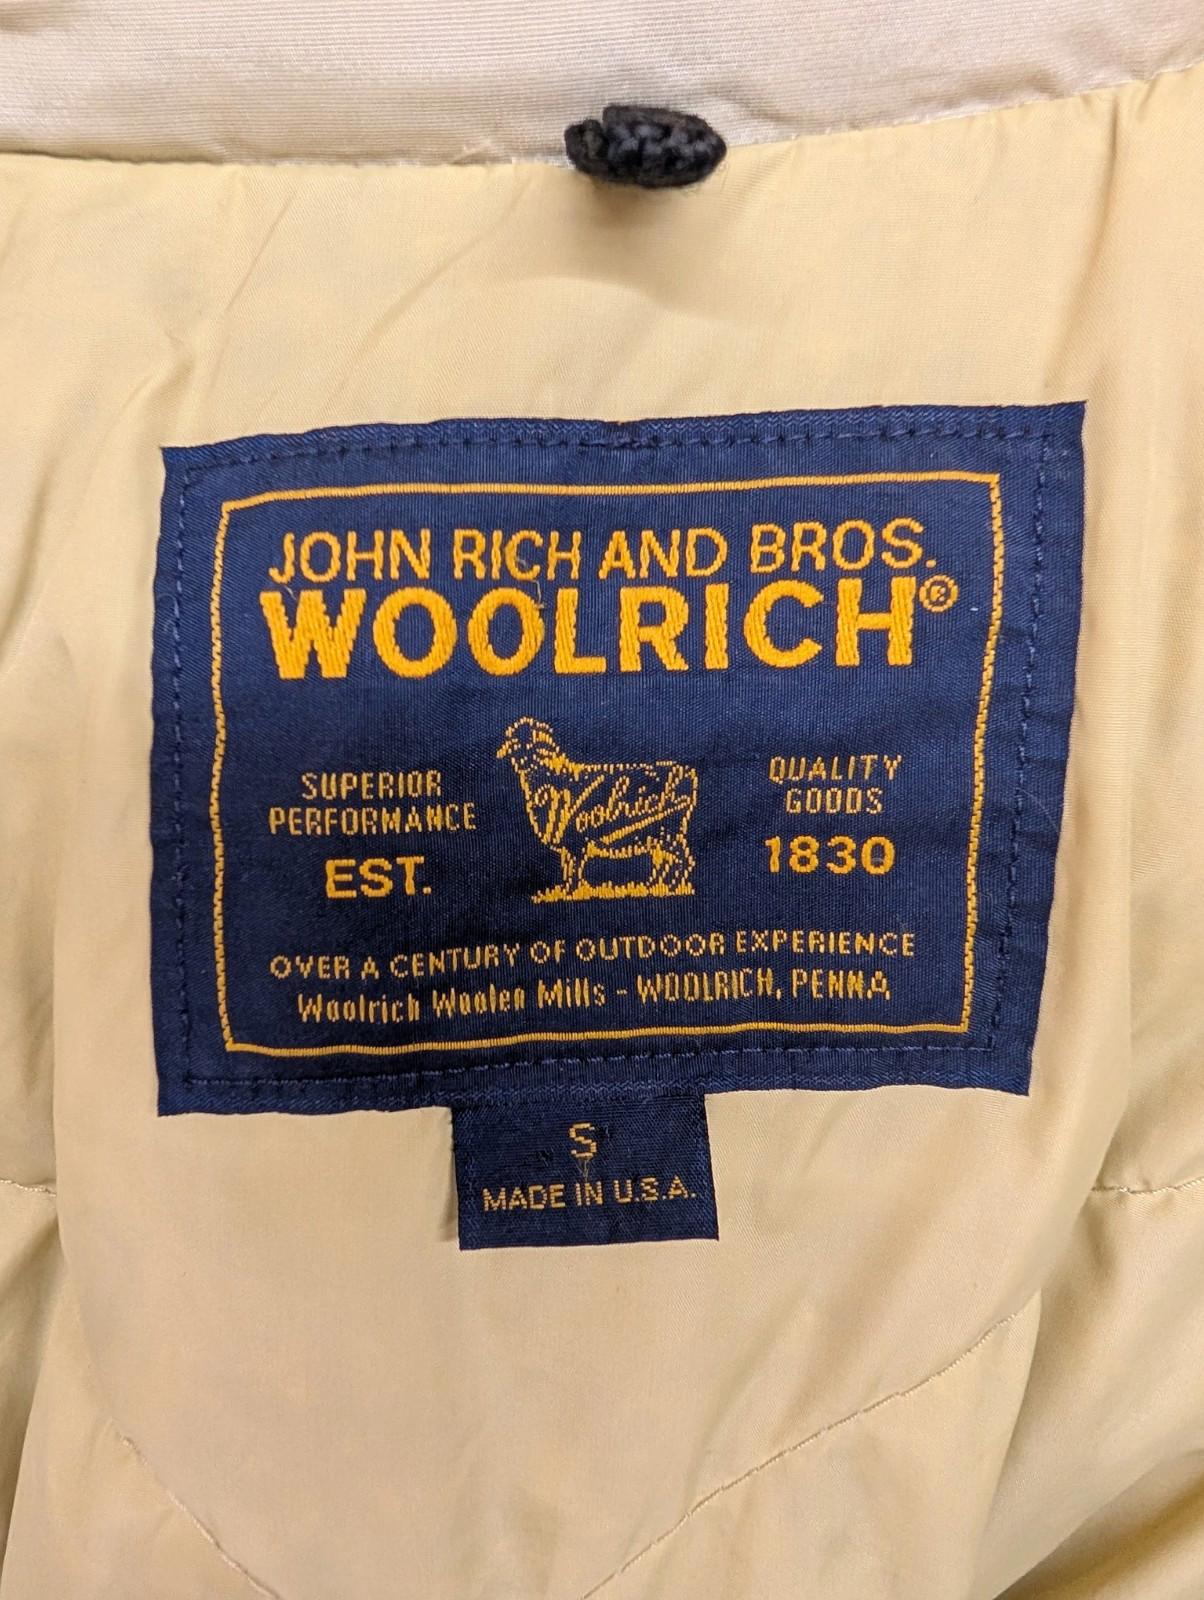 JOHN RICH AND BROS.
WOOLRICH®
SUPERIOR
PERFORMANCE
EST.
Woolrich
QUALITY
GOODS
1830
OVER A CENTURY OF OUTDOOR EXPERIENCE
Woolrich Woolen Mills - WOOLRICH, PENNA
S
MADE IN U.S.A.